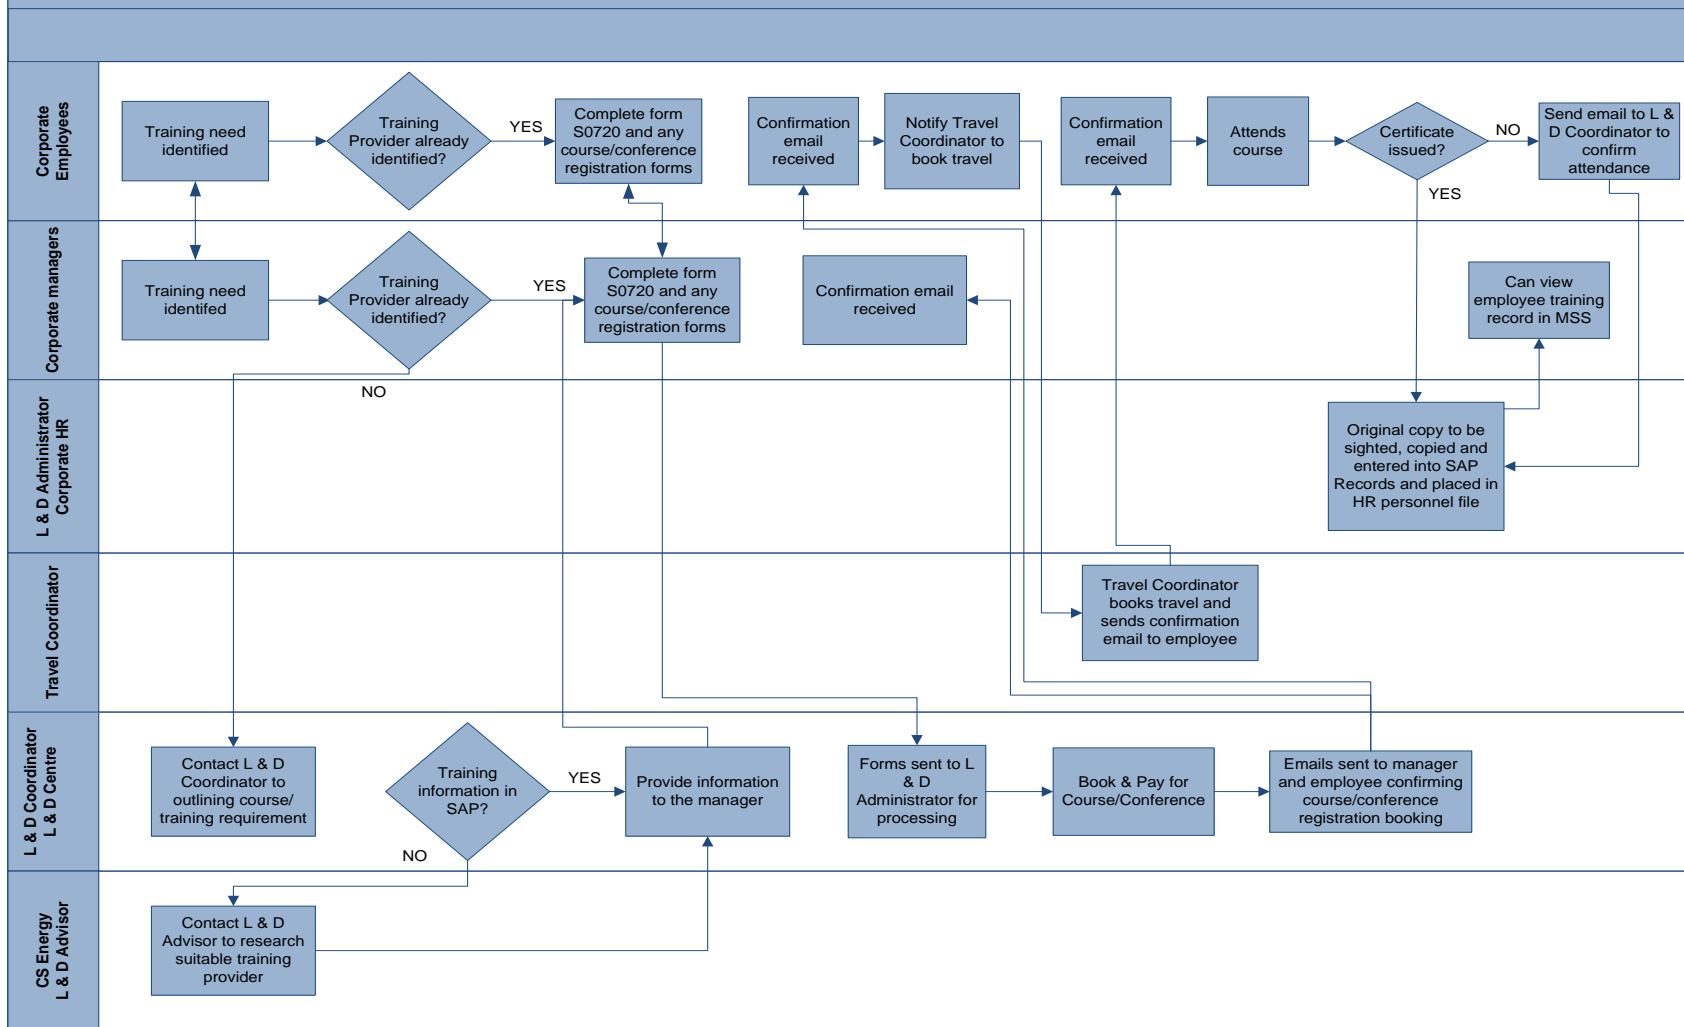 Corporate
Employees
Training need
identified
Training
Provider already
identified?
YES
Complete form
S0720 and any
course/conference
registration forms
Confirmation
email
received
Notify Travel
Coordinator to
book travel
Confirmation
email
received
Attends
course
Certificate
issued?
NO
YES
Send email to L &
D Coordinator to
confirm
attendance
Corporate managers
Training need
identifed
Training
Provider already
identified?
YES
NO
Complete form
S0720 and any
course/conference
registration forms
Confirmation email
received
Can view
employee training
record in MSS
L & D Administrator
Corporate HR
Original copy to be
sighted, copied and
entered into SAP
Records and placed in
HR personnel file
Travel Coordinator
Travel Coordinator
books travel and
sends confirmation
email to employee
L & D Coordinator
L & D Centre
Contact L & D
Coordinator to
outlining course/
training requirement
Training
information in
SAP?
YES
NO
Provide information
to the manager
Forms sent to L
& D
Administrator for
processing
Book & Pay for
Course/Conference
Emails sent to manager
and employee confirming
course/conference
registration booking
CS Energy
L & D Advisor
Contact L & D
Advisor to research
suitable training
provider